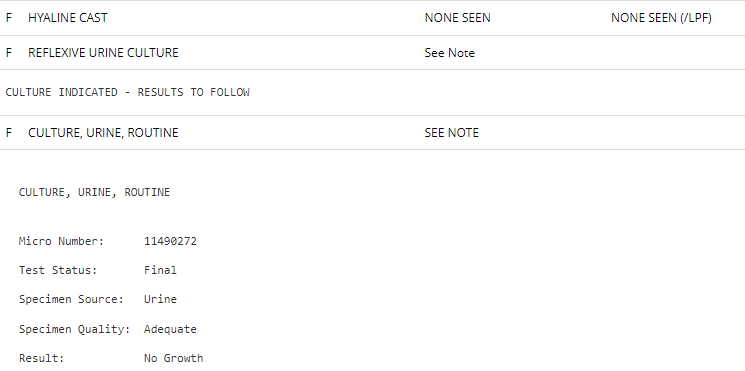 F HYALINE CAST NONE SEEN NONE SEEN (/LPF)
F REFLEXIVE URINE CULTURE See Note
CULTURE INDICATED - RESULTS TO FOLLOW
F CULTURE, URINE, ROUTINE SEE NOTE
CULTURE, URINE, ROUTINE
Micro Number: 11490272
Test Status: Final
Specimen Source: Urine
Specimen Quality: Adequate
Result: No Growth